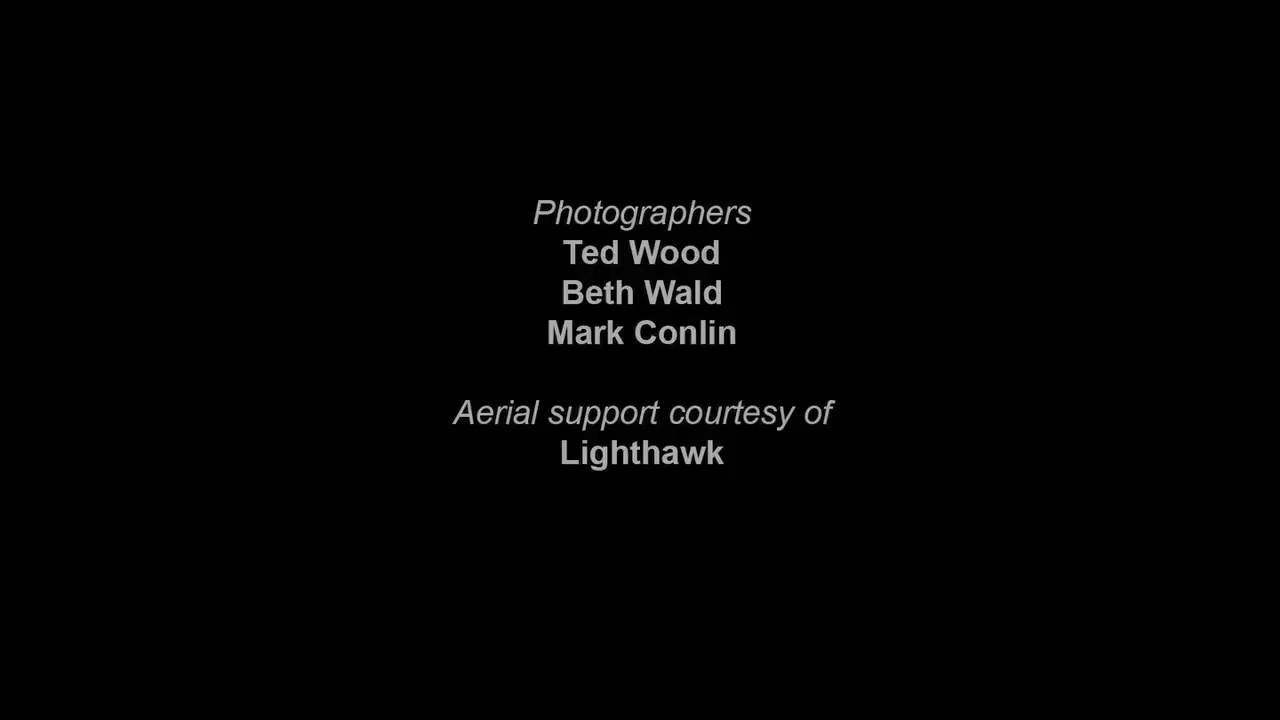 Photographers
Ted Wood
Beth Wald
Mark Conlin
Aerial support courtesy of
Lighthawk